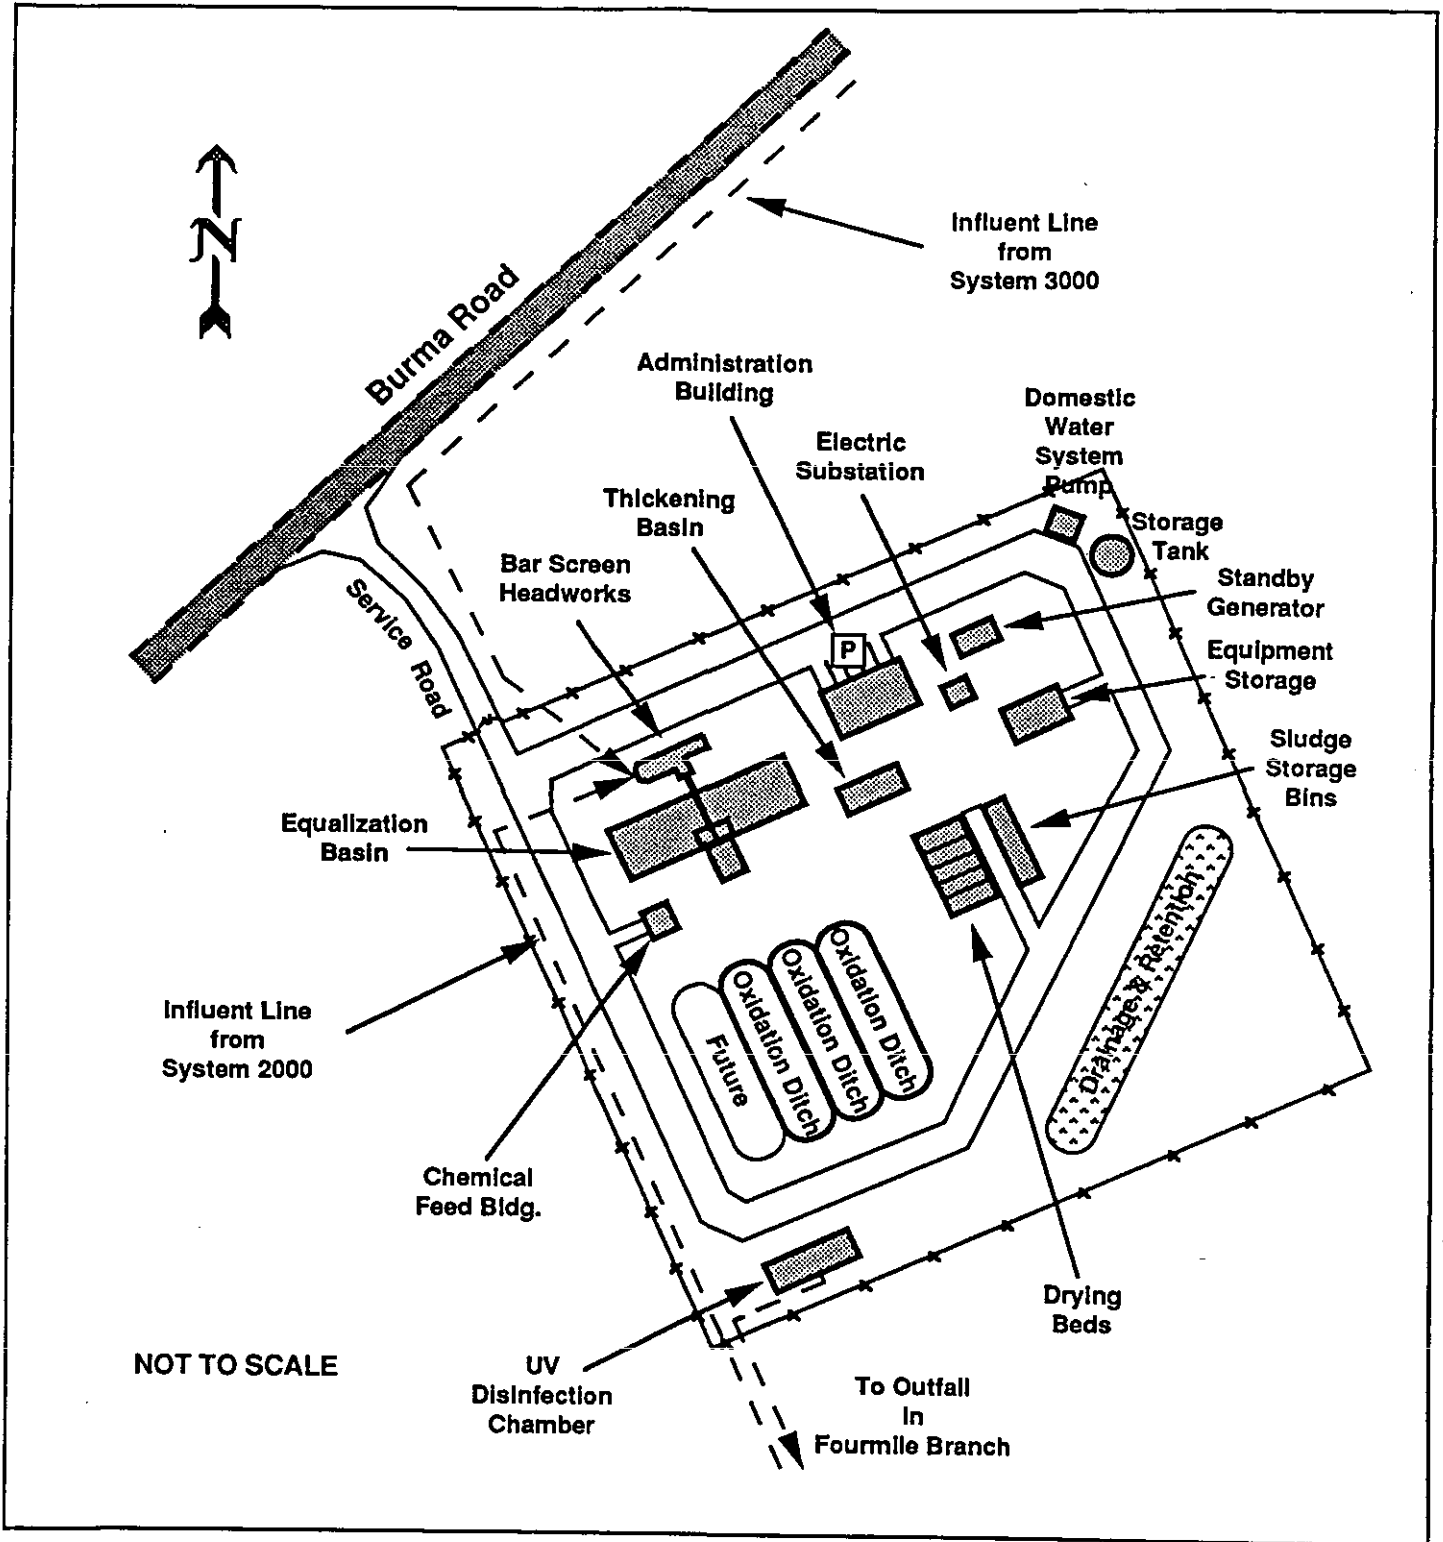 N
Influent Line
from
System 3000
Burma Road
Administration
Building
Domestic
Water
System
Pump
Electric
Substation
Thickening
Basin
Storage
Tank
Bar Screen
Headworks
Standby
Generator
Service Road
P
Equipment
Storage
Sludge
Storage
Bins
Equalization
Basin
Drainage & Retention
Oxidation Ditch
Oxidation Ditch
Oxidation Ditch
Future
Influent Line
from
System 2000
Chemical
Feed Bldg.
Drying
Beds
NOT TO SCALE
UV
Disinfection
Chamber
To Outfall
in
Fourmile Branch